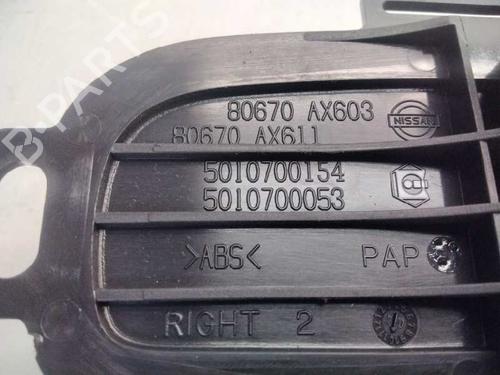 B-PARTS
80670 AX603
NISSAN
80670 AX611
5010700154
5010700053
>ABS<
PAP
RIGHT 2